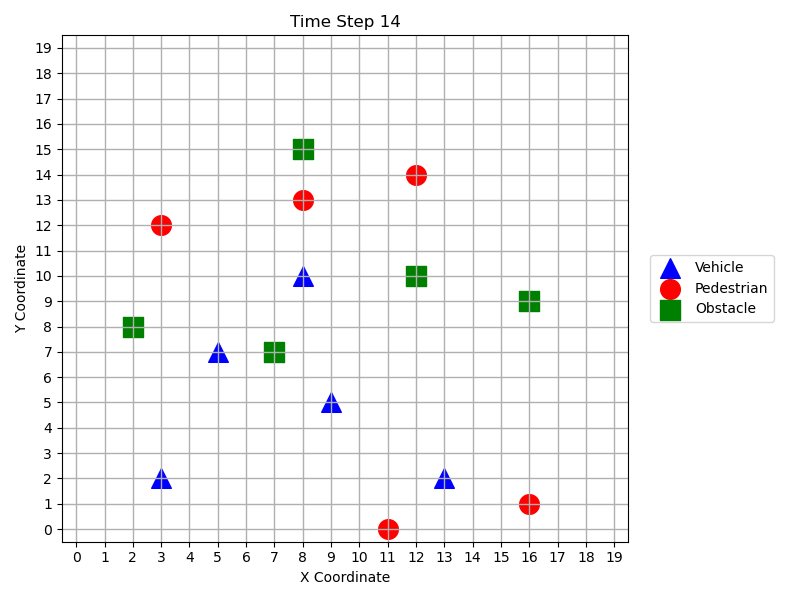 Time Step 14
19
18
17
16
15
14
13
12
11
10
9
8
7
6
5
4
3
2
1
0
Y Coordinate
0 1 2 3 4 5 6 7 8 9 10 11 12 13 14 15 16 17 18 19
X Coordinate
Vehicle
Pedestrian
Obstacle